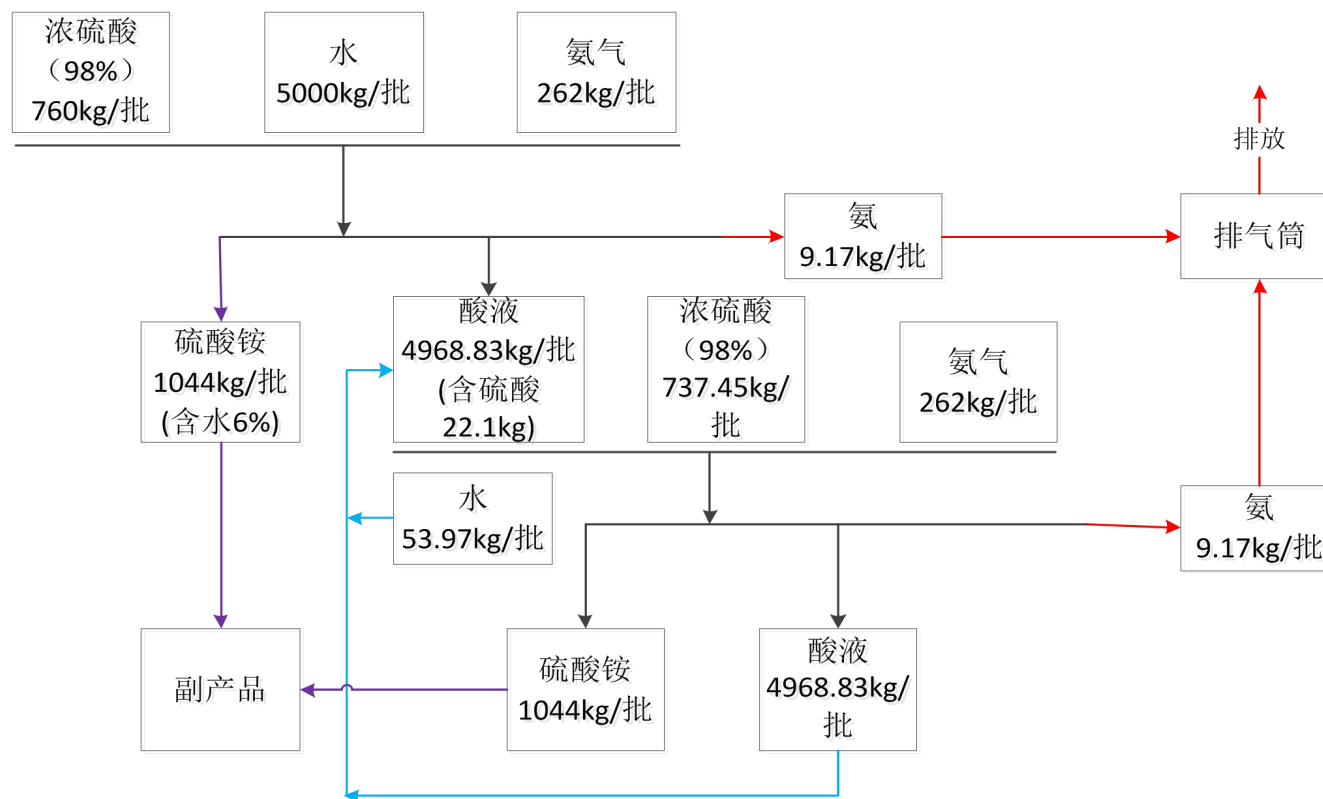 浓硫酸
（98%）
760kg/批
水
5000kg/批
氨气
262kg/批
排放
氨
9.17kg/批
排气筒
硫酸铵
1044kg/批
(含水6%)
酸液
4968.83kg/批
(含硫酸
22.1kg)
浓硫酸
（98%）
737.45kg/
批
氨气
262kg/批
水
53.97kg/批
氨
9.17kg/批
副产品
硫酸铵
1044kg/批
酸液
4968.83kg/
批